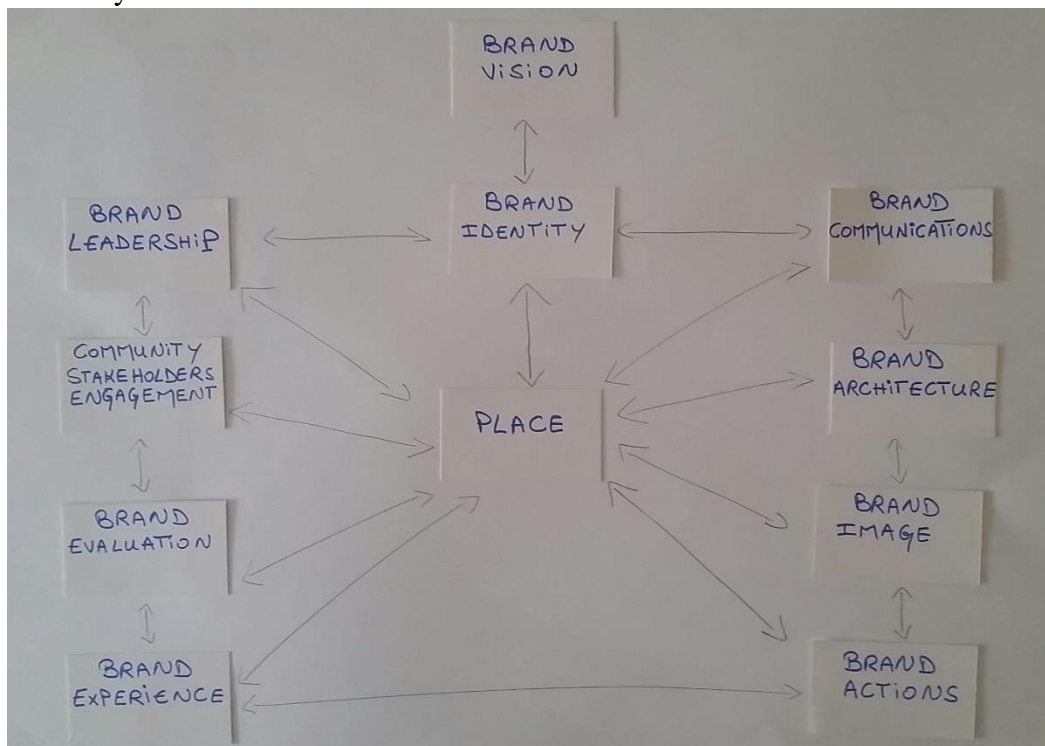 BRAND
VISION
BRAND
LEADERSHIP
BRAND
IDENTITY
BRAND
COMMUNICATIONS
COMMUNITY
STAKEHOLDERS
ENGAGEMENT
PLACE
BRAND
ARCHITECTURE
BRAND
EVALUATION
BRAND
IMAGE
BRAND
EXPERIENCE
BRAND
ACTIONS